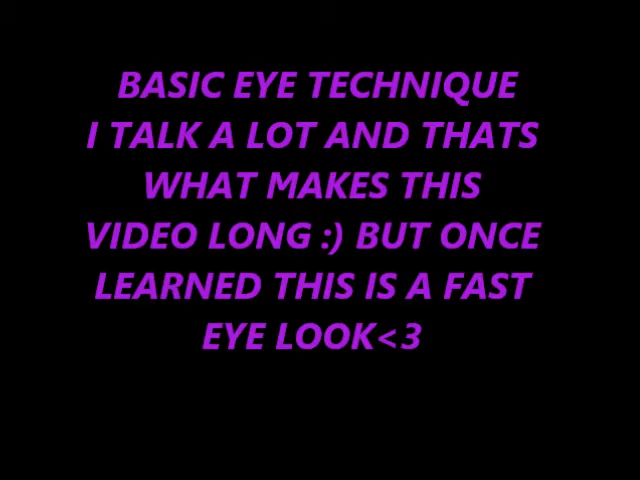 BASIC EYE TECHNIQUE
I TALK A LOT AND THATS
WHAT MAKES THIS
VIDEO LONG :) BUT ONCE
LEARNED THIS IS A FAST
EYE LOOK<3